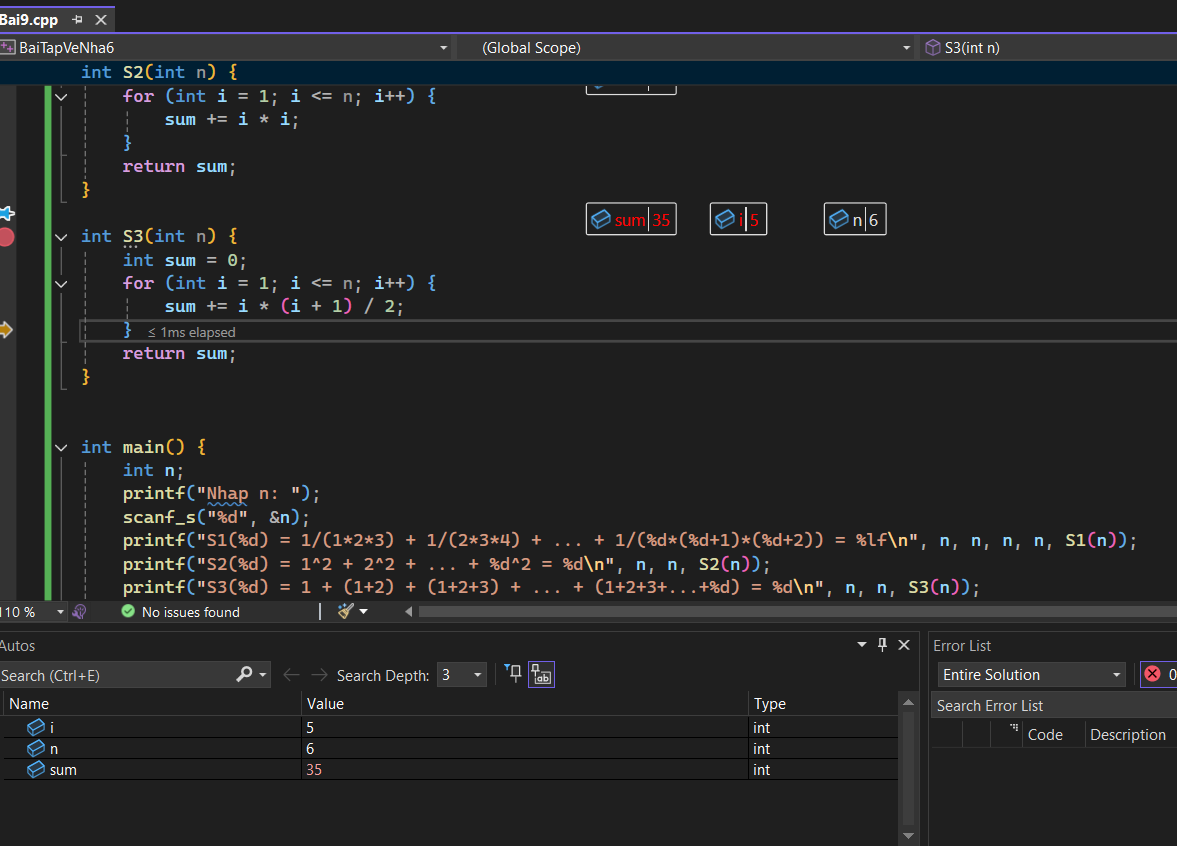 Bai9.cpp
BaiTapVeNha6 (Global Scope) S3(int n)
int S2(int n) {
for (int i = 1; i <= n; i++) {
sum += i * i;
}
return sum;
}
sum 35 i 5 n 6
int S3(int n) {
int sum = 0;
for (int i = 1; i <= n; i++) {
sum += i * (i + 1) / 2;
} ≤ 1ms elapsed
return sum;
}
int main() {
int n;
printf("Nhap n: ");
scanf_s("%d", &n);
printf("S1(%d) = 1/(1*2*3) + 1/(2*3*4) + ... + 1/(%d*(%d+1)*(%d+2)) = %lf\n", n, n, n, n, S1(n));
printf("S2(%d) = 1^2 + 2^2 + ... + %d^2 = %d\n", n, n, S2(n));
printf("S3(%d) = 1 + (1+2) + (1+2+3) + ... + (1+2+3+...+%d) = %d\n", n, n, S3(n));
110 % No issues found
Autos
Search (Ctrl+E) Search Depth: 3
Name Value Type
i 5 int
n 6 int
sum 35 int
Error List
Entire Solution 0
Search Error List
Code Description